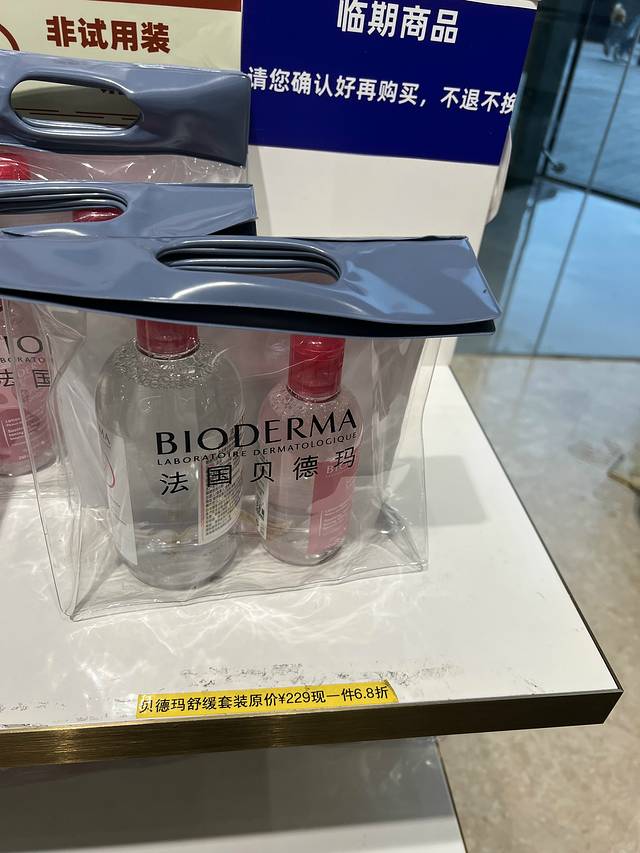 非试用装
临期商品
请您确认好再购买，不退不换
BIODERMA
LABORATOIRE DERMATOLOGIQUE
法国贝德玛
贝德玛舒缓套装原价¥229现一件6.8折